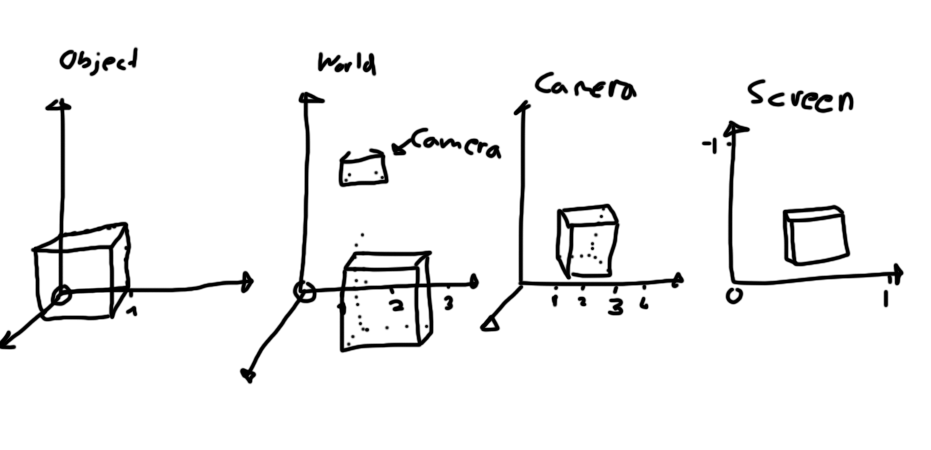 Object
World
Camera
Camera
Screen
-1
1
1 2 3
1 2 3 4
0 1